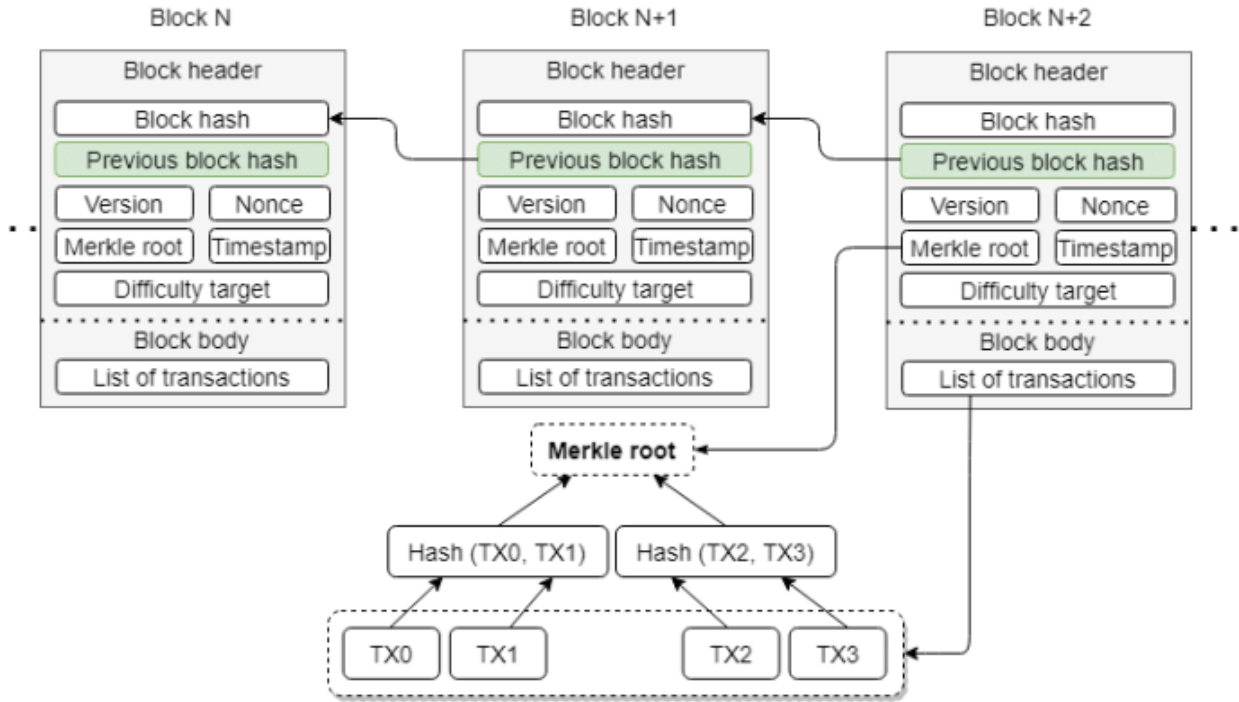 Block N
Block N+1
Block N+2
Block header
Block header
Block header
Block hash
Block hash
Block hash
Previous block hash
Previous block hash
Previous block hash
Version
Nonce
Version
Nonce
Version
Nonce
. .
. . .
Merkle root
Timestamp
Merkle root
Timestamp
Merkle root
Timestamp
Difficulty target
Difficulty target
Difficulty target
Block body
Block body
Block body
List of transactions
List of transactions
List of transactions
Merkle root
Hash (TX0, TX1)
Hash (TX2, TX3)
TX0
TX1
TX2
TX3